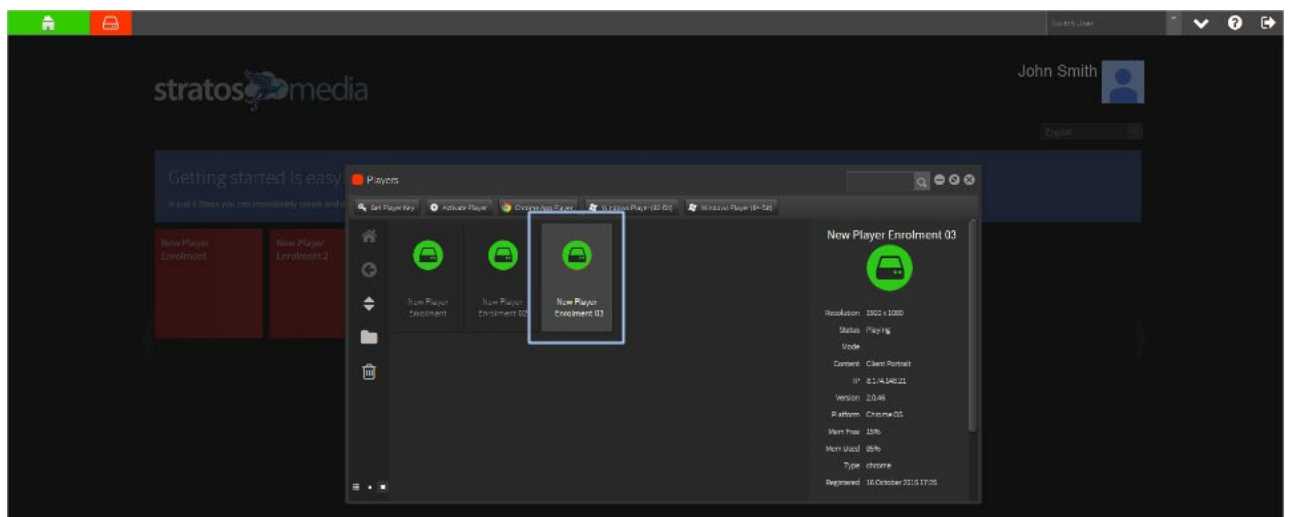 Switch User
stratosmedia
John Smith
English
Getting started is easy!
Players
Get Player Key Activate Player Chrome App Player Windows Player (32-Bit) Windows Player (64-Bit)
New Player
Enrolment
New Player
Enrolment 2
New Player
Enrolment
New Player
Enrolment 02
New Player
Enrolment 03
New Player Enrolment 03
Resolution 1920 x 1080
Status Playing
Mode
Content Client Portrait
IP
Version 2.0.46
Platform Chrome OS
Mem Free 15%
Mem Used 85%
Type chrome
Registered 16 October 2015 17:35